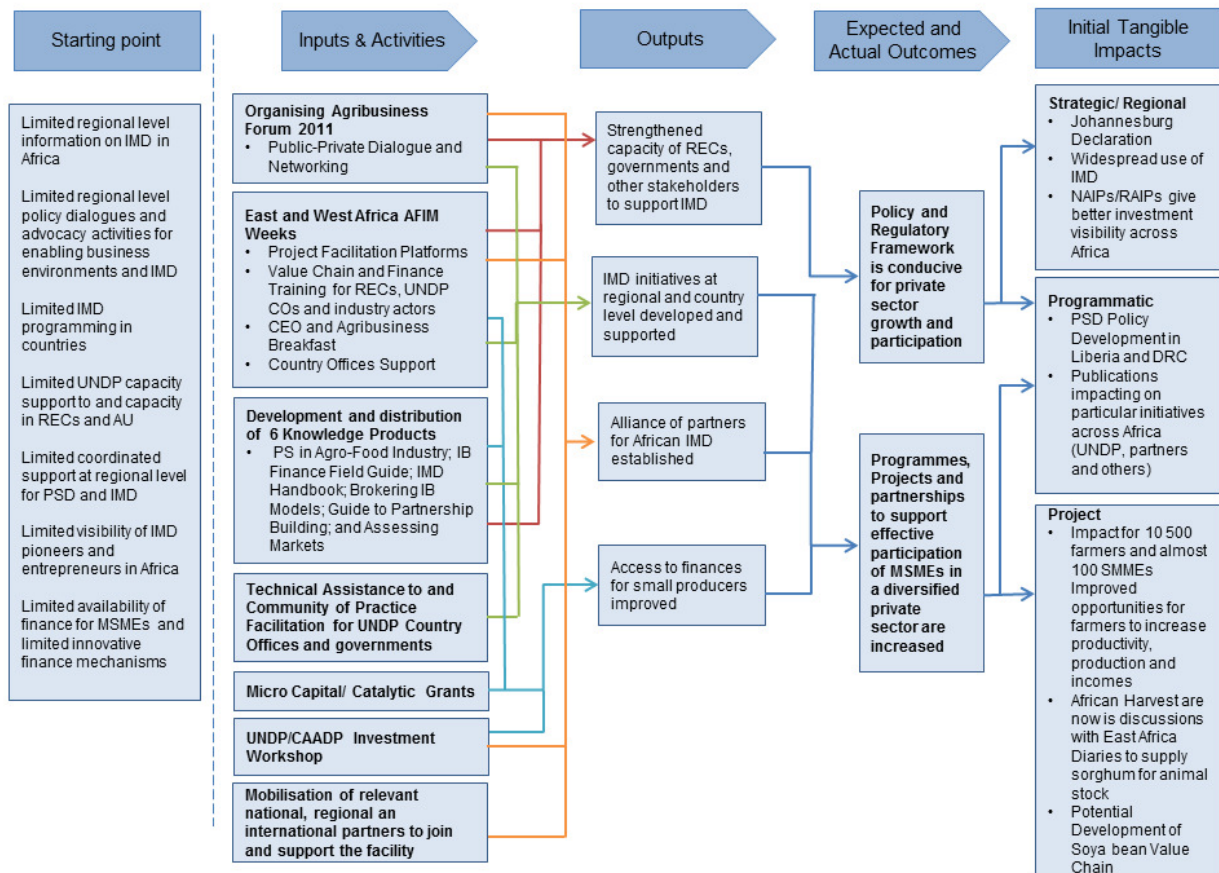 Starting point
Inputs & Activities
Outputs
Expected and
Actual Outcomes
Initial Tangible
Impacts
Limited regional level
information on IMD in
Africa
Limited regional level
policy dialogues and
advocacy activities for
enabling business
environments and IMD
Limited IMD
programming in
countries
Limited UNDP capacity
support to and capacity
in RECs and AU
Limited coordinated
support at regional level
for PSD and IMD
Limited visibility of IMD
pioneers and
entrepreneurs in Africa
Limited availability of
finance for MSMEs and
limited innovative
finance mechanisms
Organising Agribusiness
Forum 2011
• Public-Private Dialogue and
Networking
East and West Africa AFIM
Weeks
• Project Facilitation Platforms
• Value Chain and Finance
Training for RECs, UNDP
COs and industry actors
• CEO and Agribusiness
Breakfast
• Country Offices Support
Development and distribution
of 6 Knowledge Products
• PS in Agro-Food Industry; IB
Finance Field Guide; IMD
Handbook; Brokering IB
Models; Guide to Partnership
Building; and Assessing
Markets
Technical Assistance to and
Community of Practice
Facilitation for UNDP Country
Offices and governments
Micro Capital/ Catalytic Grants
UNDP/CAADP Investment
Workshop
Mobilisation of relevant
national, regional an
international partners to join
and support the facility
Strengthened
capacity of RECs,
governments and
other stakeholders
to support IMD
IMD initiatives at
regional and country
level developed and
supported
Alliance of partners
for African IMD
established
Access to finances
for small producers
improved
Policy and
Regulatory
Framework
is conducive
for private
sector
growth and
participation
Programmes,
Projects and
partnerships
to support
effective
participation
of MSMEs in
a diversified
private
sector are
increased
Strategic/ Regional
• Johannesburg
Declaration
• Widespread use of
IMD
• NAIPs/RAIPs give
better investment
visibility across
Africa
Programmatic
• PSD Policy
Development in
Liberia and DRC
• Publications
impacting on
particular initiatives
across Africa
(UNDP, partners
and others)
Project
• Impact for 10 500
farmers and almost
100 SMMEs
Improved
opportunities for
farmers to increase
productivity,
production and
incomes
• African Harvest are
now is discussions
with East Africa
Diaries to supply
sorghum for animal
stock
• Potential
Development of
Soya bean Value
Chain